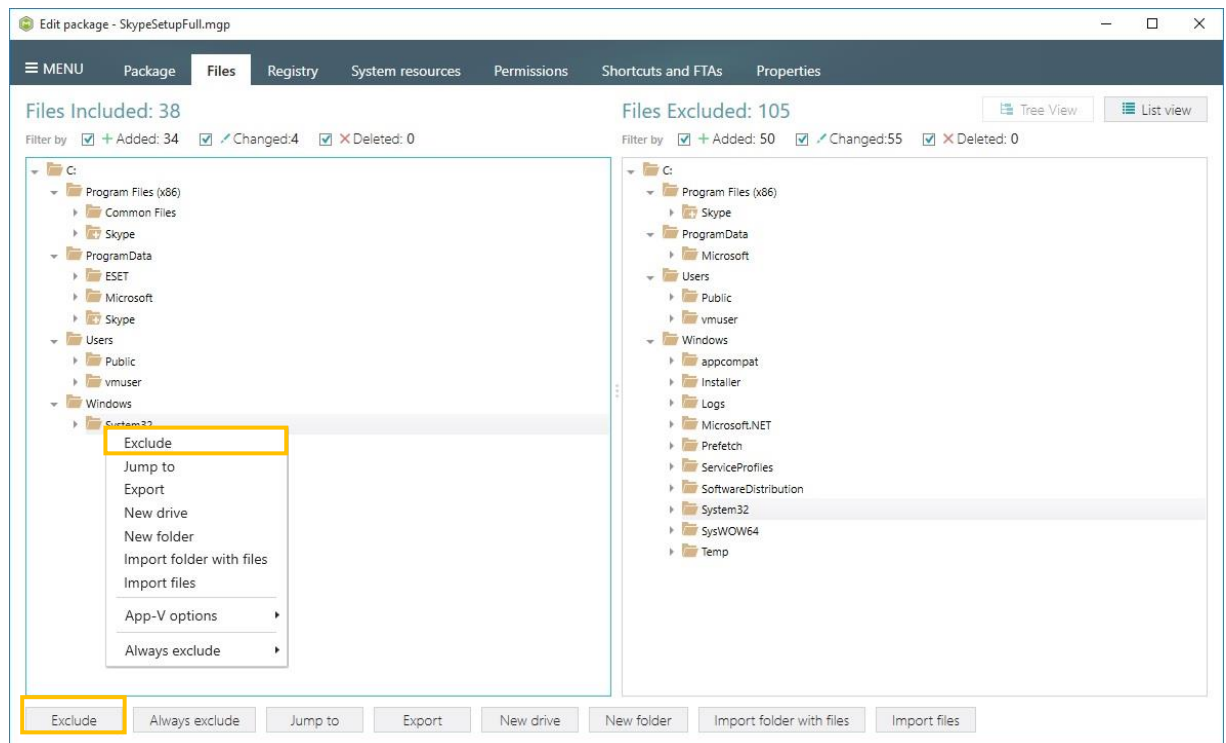 Edit package - SkypeSetupFull.mgp
MENU Package Files Registry System resources Permissions Shortcuts and FTAs Properties
Files Included: 38
Filter by + Added: 34 Changed:4 Deleted: 0
C:
Program Files (x86)
Common Files
Skype
ProgramData
ESET
Microsoft
Skype
Users
Public
vmuser
Windows
System32
Exclude
Jump to
Export
New drive
New folder
Import folder with files
Import files
App-V options
Always exclude
Files Excluded: 105
Tree View List view
Filter by + Added: 50 Changed:55 Deleted: 0
C:
Program Files (x86)
Skype
ProgramData
Microsoft
Users
Public
vmuser
Windows
appcompat
Installer
Logs
Microsoft.NET
Prefetch
ServiceProfiles
SoftwareDistribution
System32
SysWOW64
Temp
Exclude Always exclude Jump to Export New drive New folder Import folder with files Import files